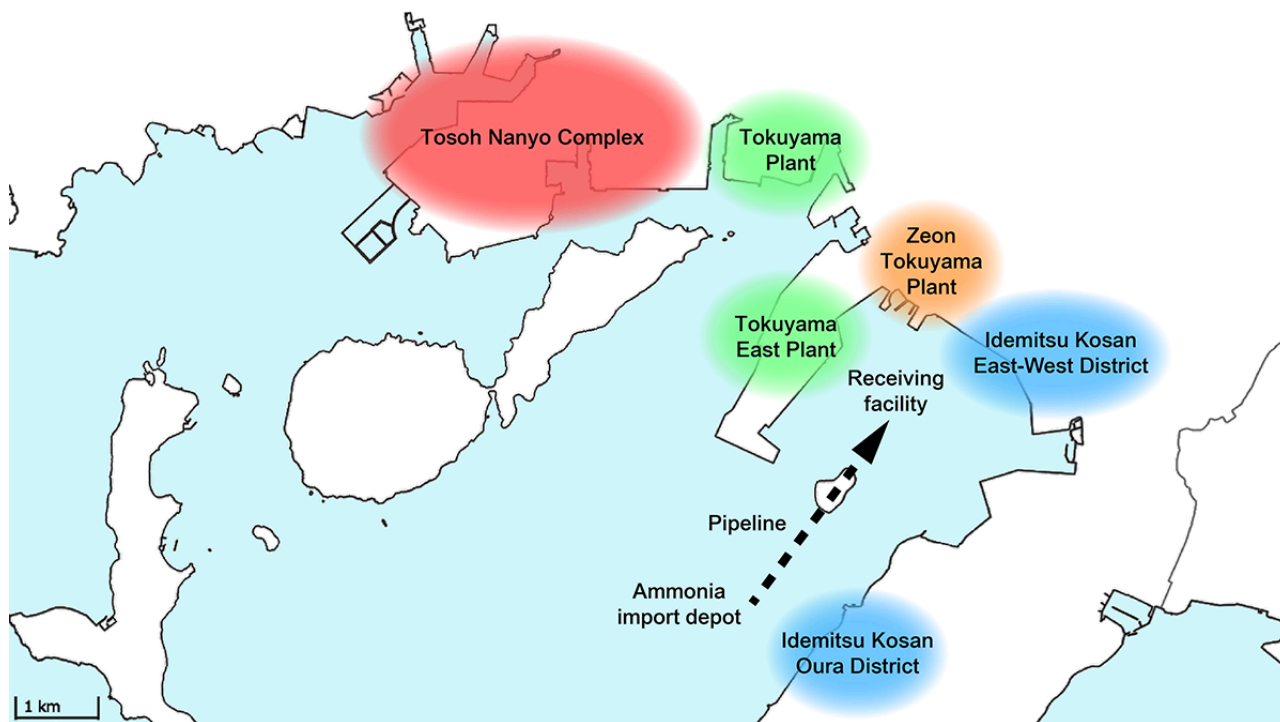 Tosoh Nanyo Complex
Tokuyama
Plant
Zeon
Tokuyama
Plant
Tokuyama
East Plant
Idemitsu Kosan
East-West District
Receiving
facility
Pipeline
Ammonia
import depot
Idemitsu Kosan
Oura District
1 km